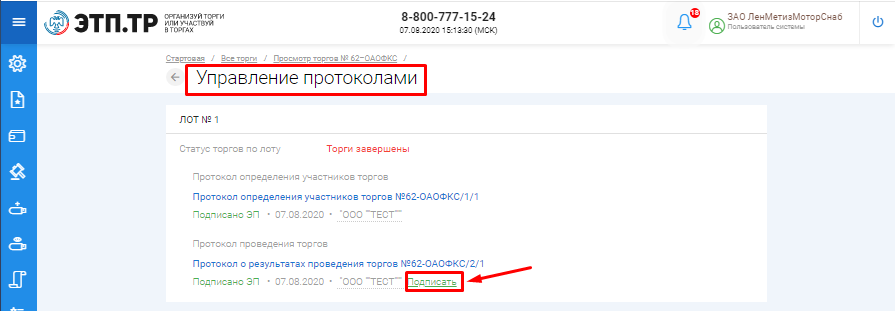 ЭТП.ТР
ОРГАНИЗУЙ ТОРГИ
ИЛИ УЧАСТВУЙ
В ТОРГАХ
8-800-777-15-24
07.08.2020 15:13:30 (МСК)
18
ЗАО ЛенМетизМоторСнаб
Пользователь системы
Стартовая / Все торги / Просмотр торгов № 62-ОАОФКС /
Управление протоколами
ЛОТ № 1
Статус торгов по лоту Торги завершены
Протокол определения участников торгов
Протокол определения участников торгов №62-ОАОФКС/1/1
Подписано ЭП • 07.08.2020 • "ООО "ТЕСТ""
Протокол проведения торгов
Протокол о результатах проведения торгов №62-ОАОФКС/2/1
Подписано ЭП • 07.08.2020 • "ООО "ТЕСТ"" Подписать